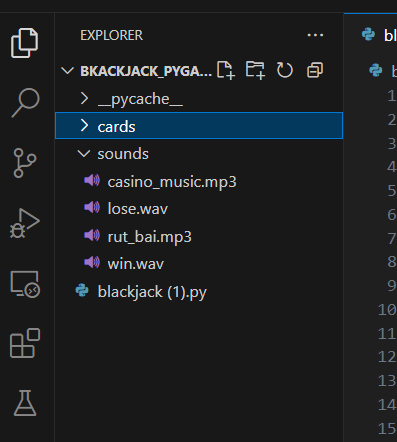 EXPLORER
BKACKJACK_PYGA...
__pycache__
cards
sounds
casino_music.mp3
lose.wav
rut_bai.mp3
win.wav
blackjack (1).py
bl
b
1
2
3
4
5
6
7
8
9
10
11
12
13
14
15